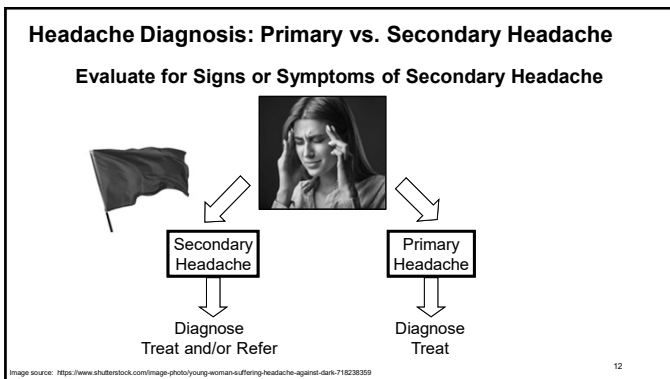 Headache Diagnosis: Primary vs. Secondary Headache
Evaluate for Signs or Symptoms of Secondary Headache
Secondary
Headache
Primary
Headache
Diagnose
Treat and/or Refer
Diagnose
Treat
Image source: https://www.shutterstock.com/image-photo/young-woman-suffering-headache-against-dark-718238359
12